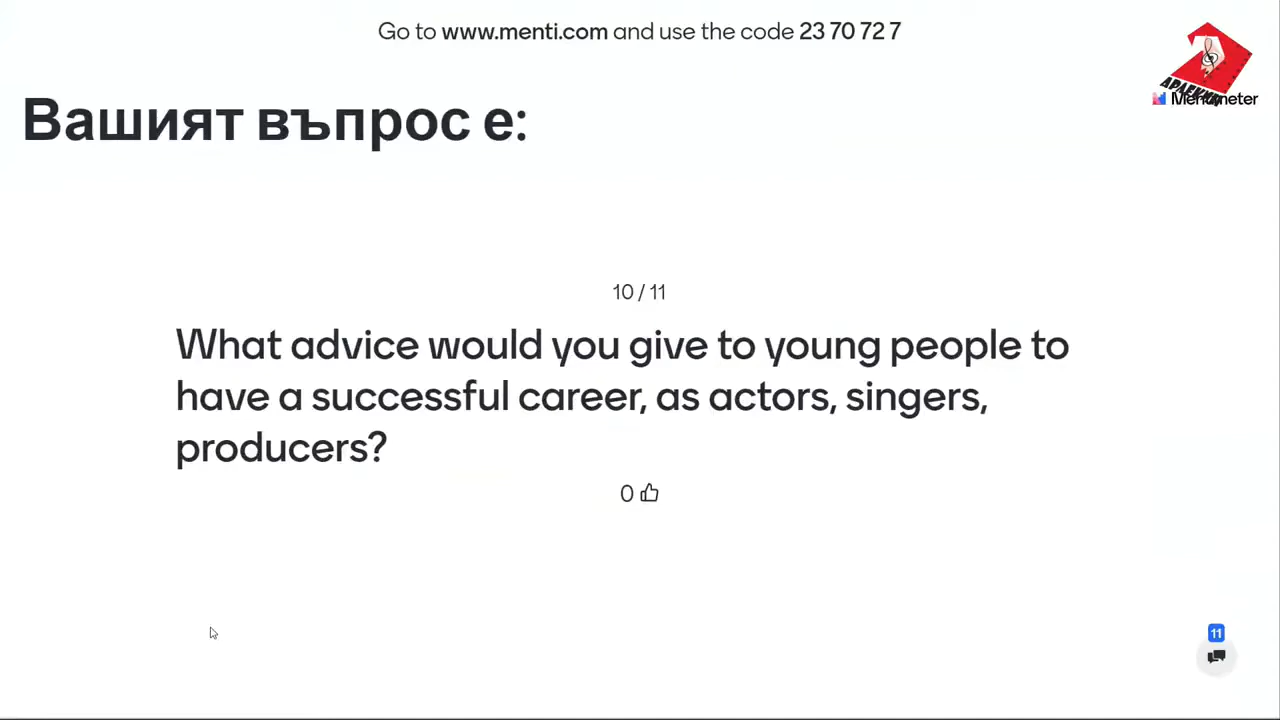 Go to www.menti.com and use the code 23 70 72 7
АРЛЕКИН
Mentimeter
Вашият въпрос е:
10 / 11
What advice would you give to young people to
have a successful career, as actors, singers,
producers?
0
11